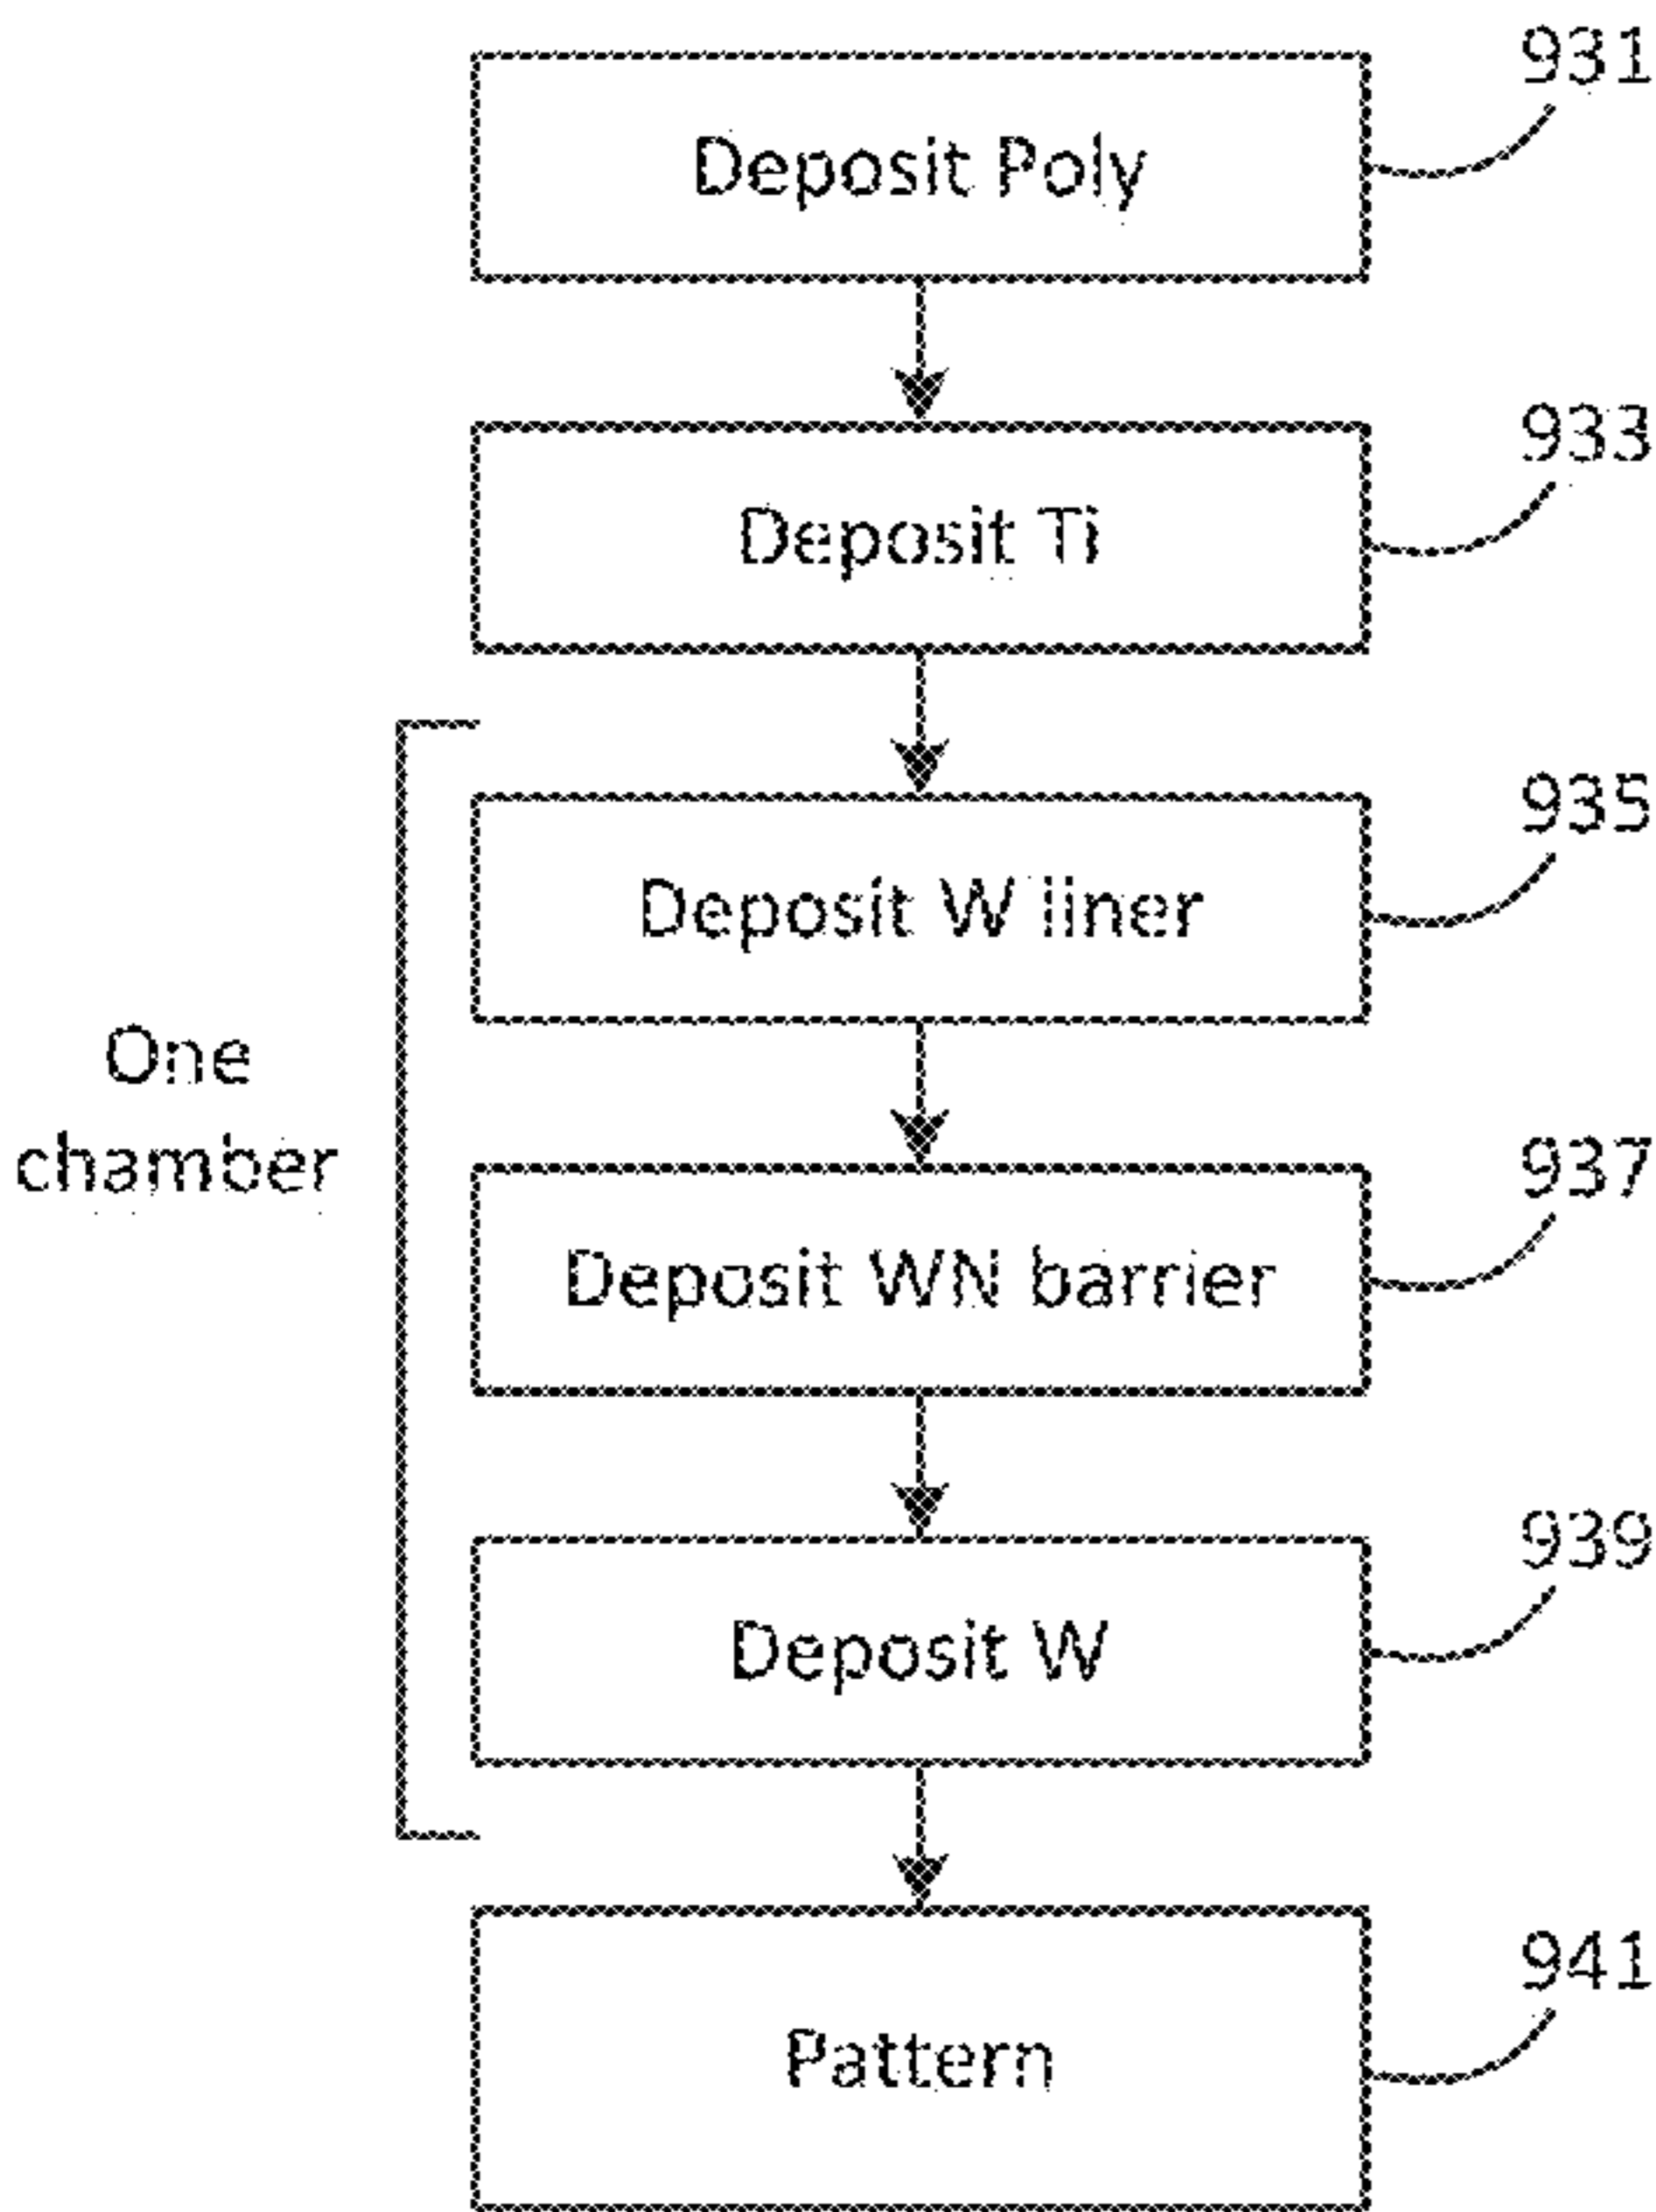 931
Deposit Poly
933
Deposit Ti
935
Deposit W liner
One
chamber
937
Deposit WN barrier
939
Deposit W
941
Pattern